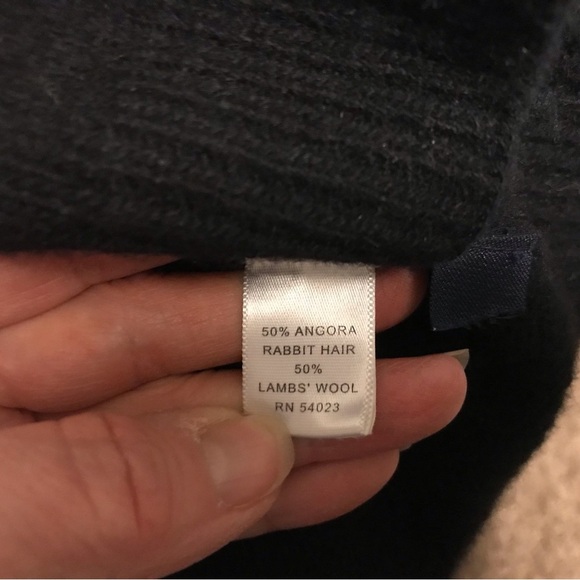 50% ANGORA
RABBIT HAIR
50%
LAMBS' WOOL
RN 54023